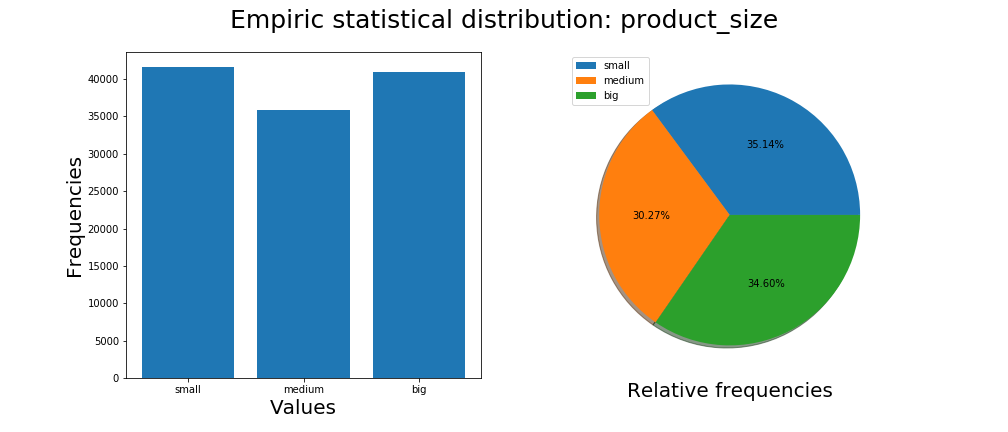 Empiric statistical distribution: product_size
Frequencies
40000
35000
30000
25000
20000
15000
10000
5000
0
small medium big
Values
small
medium
big
35.14%
30.27%
34.60%
Relative frequencies